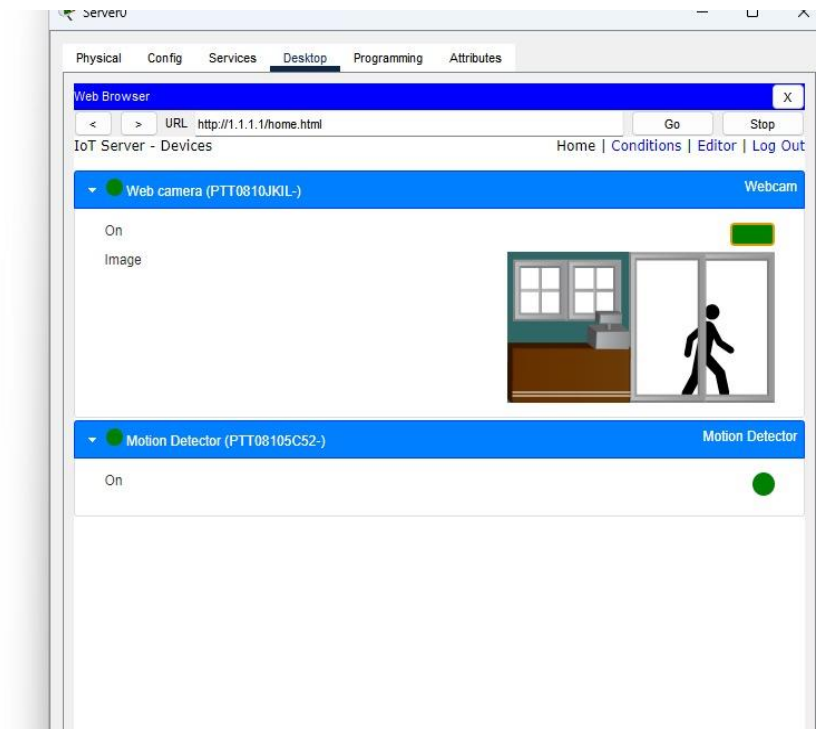 Server0
Physical Config Services Desktop Programming Attributes
Web Browser
X
< > URL http://1.1.1.1/home.html Go Stop
IoT Server - Devices Home | Conditions | Editor | Log Out
Web camera (PTT0810JKIL-) Webcam
On
Image
Motion Detector (PTT08105C52-) Motion Detector
On